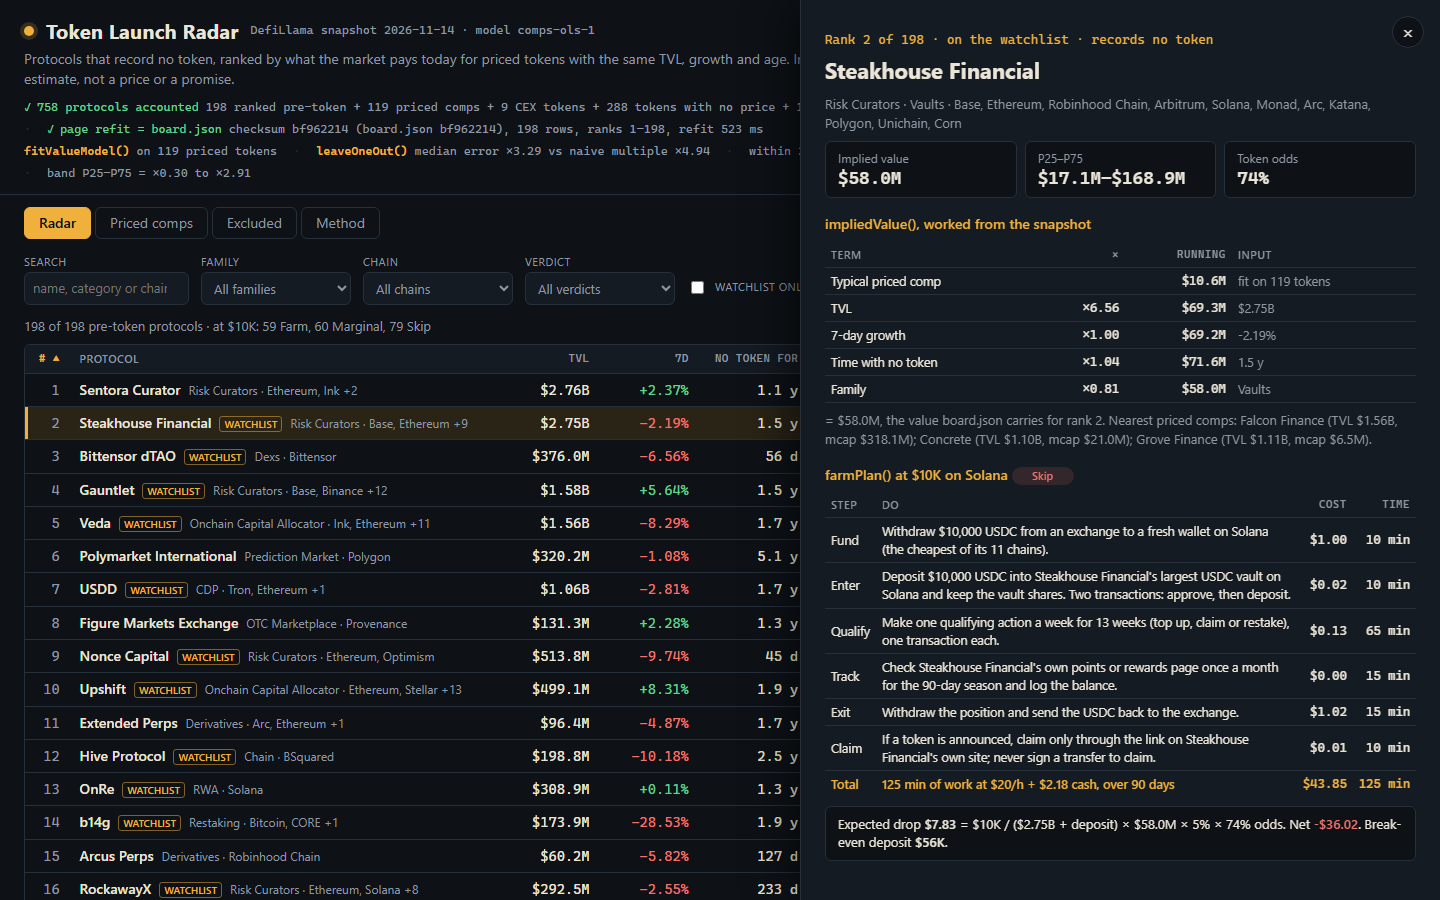 Token Launch Radar DefiLlama snapshot 2026-11-14 · model comps-ols-1
Protocols that record no token, ranked by what the market pays today for priced tokens with the same TVL, growth and age.
estimate, not a price or a promise.
✓ 758 protocols accounted 198 ranked pre-token + 119 priced comps + 9 CEX tokens + 288 tokens with no price +
· ✓ page refit = board.json checksum bf962214 (board.json bf962214), 198 rows, ranks 1–198, refit 523 ms
fitValueModel() on 119 priced tokens · leaveOneOut() median error ×3.29 vs naive multiple ×4.94 · within
· band P25–P75 = ×0.30 to ×2.91
Radar Priced comps Excluded Method
SEARCH FAMILY CHAIN VERDICT
name, category or chain All families All chains All verdicts WATCHLIST ONL
198 of 198 pre-token protocols · at $10K: 59 Farm, 60 Marginal, 79 Skip
# ▲ PROTOCOL TVL 7D NO TOKEN FOR
1 Sentora Curator Risk Curators · Ethereum, Ink +2 $2.76B +2.37% 1.1 y
2 Steakhouse Financial WATCHLIST Risk Curators · Base, Ethereum +9 $2.75B −2.19% 1.5 y
3 Bittensor dTAO WATCHLIST Dexs · Bittensor $376.0M −6.56% 56 d
4 Gauntlet WATCHLIST Risk Curators · Base, Binance +12 $1.58B +5.64% 1.5 y
5 Veda WATCHLIST Onchain Capital Allocator · Ink, Ethereum +11 $1.56B −8.29% 1.7 y
6 Polymarket International Prediction Market · Polygon $320.2M −1.08% 5.1 y
7 USDD WATCHLIST CDP · Tron, Ethereum +1 $1.06B −2.81% 1.7 y
8 Figure Markets Exchange OTC Marketplace · Provenance $131.3M +2.28% 1.3 y
9 Nonce Capital WATCHLIST Risk Curators · Ethereum, Optimism $513.8M −9.74% 45 d
10 Upshift WATCHLIST Onchain Capital Allocator · Ethereum, Stellar +13 $499.1M +8.31% 1.9 y
11 Extended Perps Derivatives · Arc, Ethereum +1 $96.4M −4.87% 1.7 y
12 Hive Protocol WATCHLIST Chain · BSquared $198.8M −10.18% 2.5 y
13 OnRe WATCHLIST RWA · Solana $308.9M +0.11% 1.3 y
14 b14g WATCHLIST Restaking · Bitcoin, CORE +1 $173.9M −28.53% 1.9 y
15 Arcus Perps Derivatives · Robinhood Chain $60.2M −5.82% 127 d
16 RockawayX WATCHLIST Risk Curators · Ethereum, Solana +8 $292.5M −2.55% 233 d
×
Rank 2 of 198 · on the watchlist · records no token
Steakhouse Financial
Risk Curators · Vaults · Base, Ethereum, Robinhood Chain, Arbitrum, Solana, Monad, Arc, Katana,
Polygon, Unichain, Corn
Implied value P25–P75 Token odds
$58.0M $17.1M–$168.9M 74%
impliedValue(), worked from the snapshot
TERM × RUNNING INPUT
Typical priced comp $10.6M fit on 119 tokens
TVL ×6.56 $69.3M $2.75B
7-day growth ×1.00 $69.2M -2.19%
Time with no token ×1.04 $71.6M 1.5 y
Family ×0.81 $58.0M Vaults
= $58.0M, the value board.json carries for rank 2. Nearest priced comps: Falcon Finance (TVL $1.56B,
mcap $318.1M); Concrete (TVL $1.10B, mcap $21.0M); Grove Finance (TVL $1.11B, mcap $6.5M).
farmPlan() at $10K on Solana Skip
STEP DO COST TIME
Fund Withdraw $10,000 USDC from an exchange to a fresh wallet on Solana $1.00 10 min
(the cheapest of its 11 chains).
Enter Deposit $10,000 USDC into Steakhouse Financial's largest USDC vault on $0.02 10 min
Solana and keep the vault shares. Two transactions: approve, then deposit.
Qualify Make one qualifying action a week for 13 weeks (top up, claim or restake), $0.13 65 min
one transaction each.
Track Check Steakhouse Financial's own points or rewards page once a month $0.00 15 min
for the 90-day season and log the balance.
Exit Withdraw the position and send the USDC back to the exchange. $1.02 15 min
Claim If a token is announced, claim only through the link on Steakhouse $0.01 10 min
Financial's own site; never sign a transfer to claim.
Total 125 min of work at $20/h + $2.18 cash, over 90 days $43.85 125 min
Expected drop $7.83 = $10K / ($2.75B + deposit) × $58.0M × 5% × 74% odds. Net -$36.02. Break-
even deposit $56K.